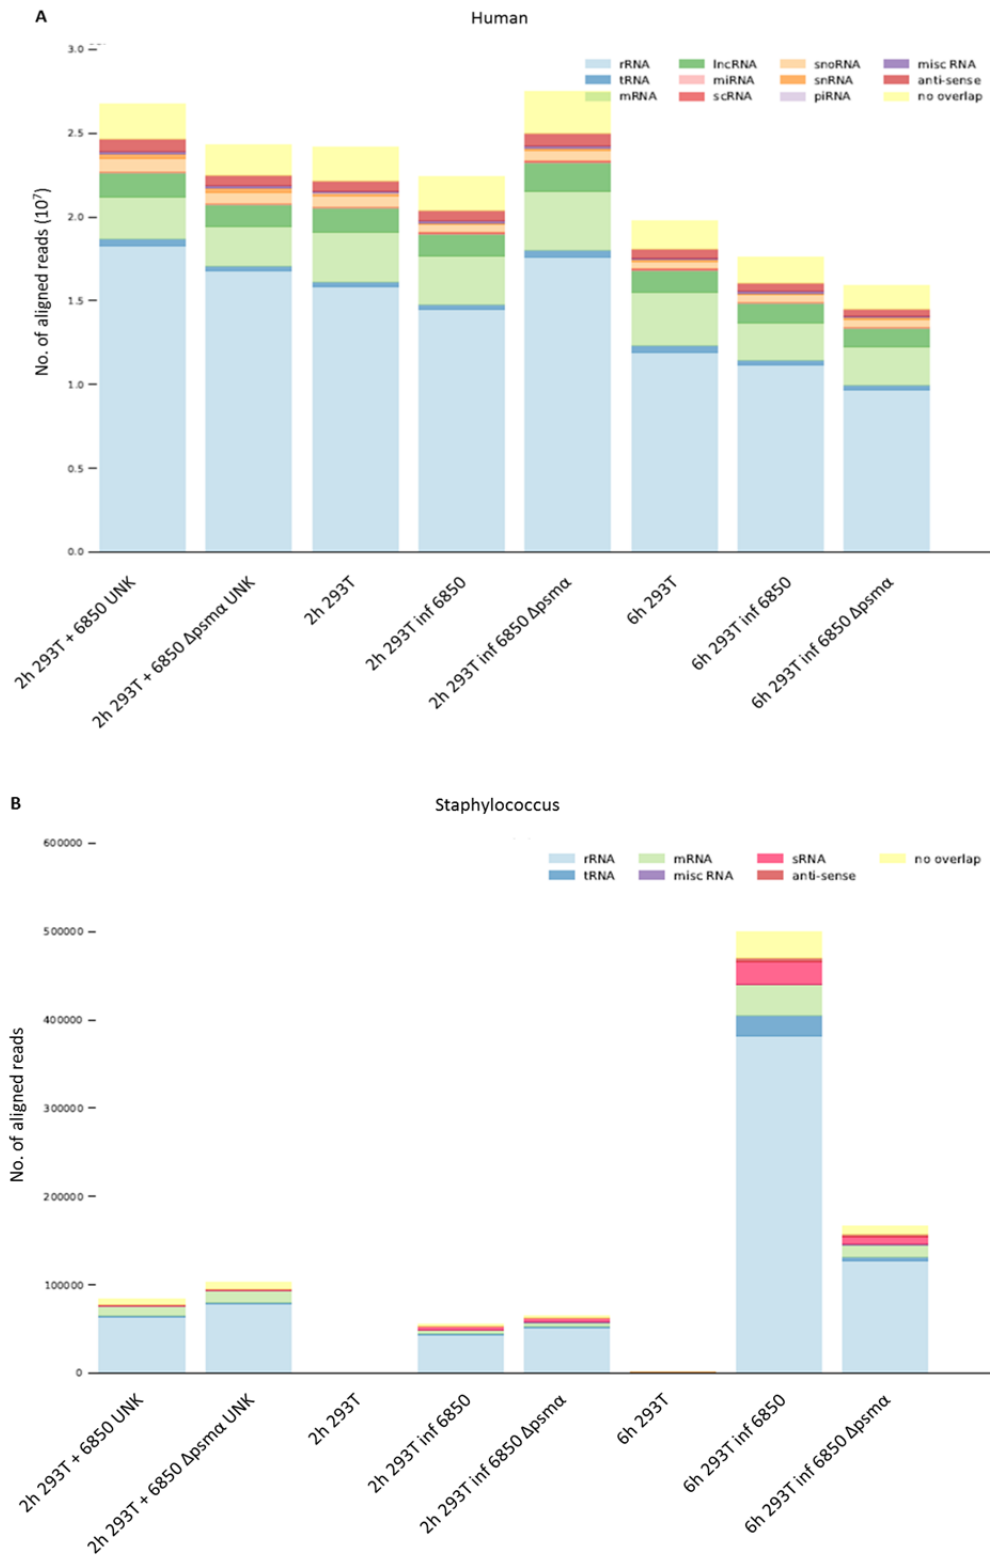 A
Human
3.0
rRNA lncRNA snoRNA misc RNA
tRNA miRNA snRNA anti-sense
mRNA scRNA piRNA no overlap
2.5
2.0
1.5
1.0
0.5
0.0
No. of aligned reads (10⁷)
2h 293T + 6850 UNK
2h 293T + 6850 Δpsmα UNK
2h 293T
2h 293T inf 6850
2h 293T inf 6850 Δpsmα
6h 293T
6h 293T inf 6850
6h 293T inf 6850 Δpsmα
B
Staphylococcus
600000
rRNA mRNA sRNA no overlap
tRNA misc RNA anti-sense
500000
400000
300000
200000
100000
0
No. of aligned reads
2h 293T + 6850 UNK
2h 293T + 6850 Δpsmα UNK
2h 293T
2h 293T inf 6850
2h 293T inf 6850 Δpsmα
6h 293T
6h 293T inf 6850
6h 293T inf 6850 Δpsmα